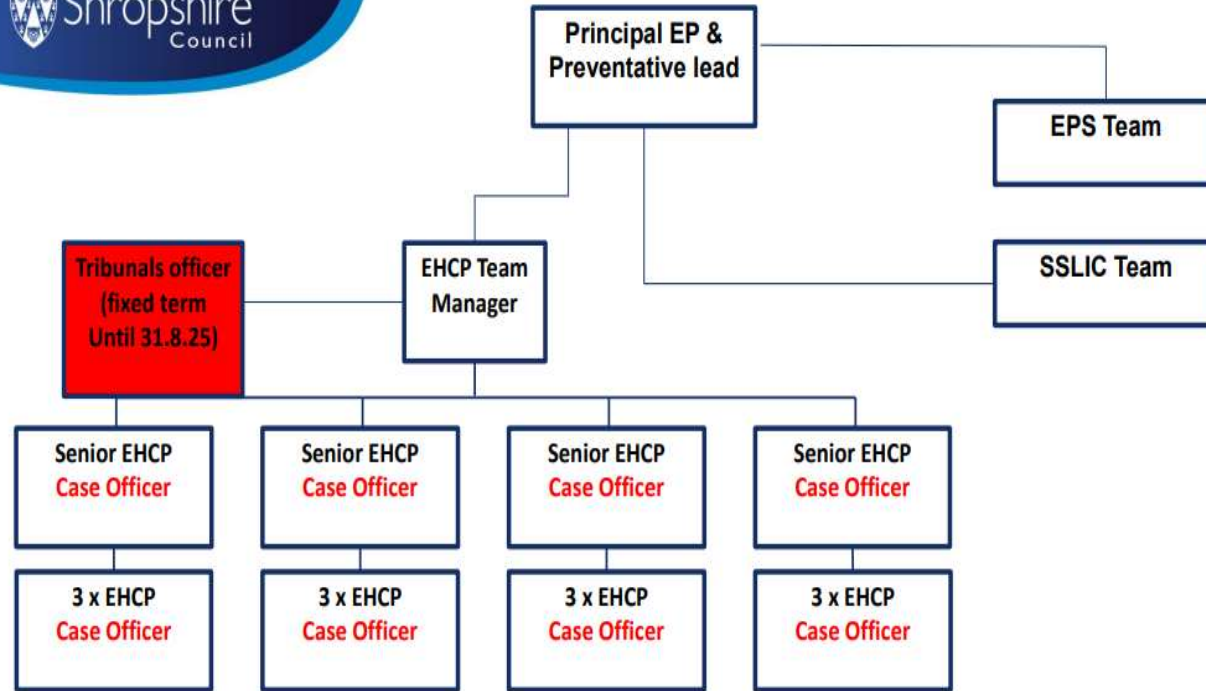 Shropshire
Council
Principal EP &
Preventative lead
EPS Team
SSLIC Team
Tribunals officer
(fixed term
Until 31.8.25)
EHCP Team
Manager
Senior EHCP
Case Officer
Senior EHCP
Case Officer
Senior EHCP
Case Officer
Senior EHCP
Case Officer
3 x EHCP
Case Officer
3 x EHCP
Case Officer
3 x EHCP
Case Officer
3 x EHCP
Case Officer